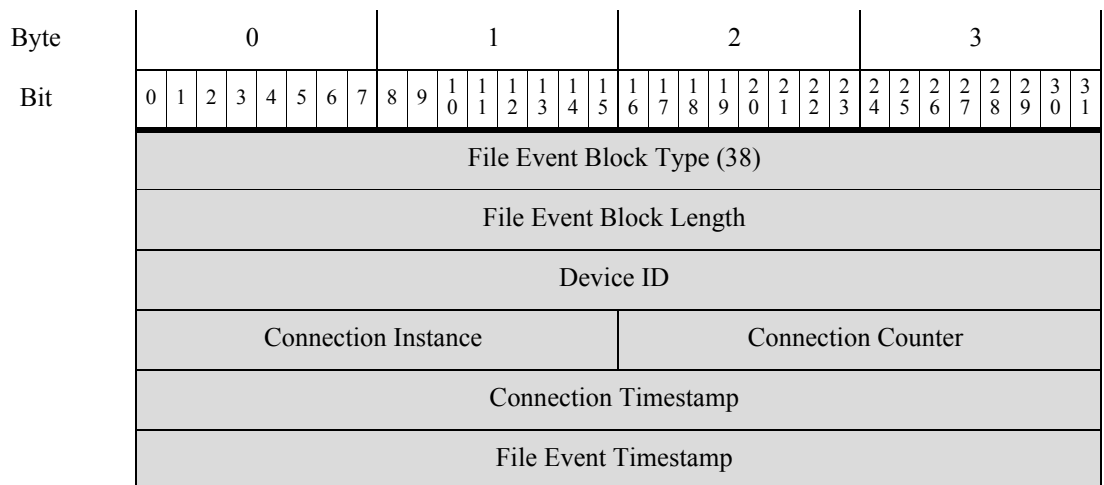 Byte 0 1 2 3
Bit 0 1 2 3 4 5 6 7 8 9 10 11 12 13 14 15 16 17 18 19 20 21 22 23 24 25 26 27 28 29 30 31
File Event Block Type (38)
File Event Block Length
Device ID
Connection Instance Connection Counter
Connection Timestamp
File Event Timestamp